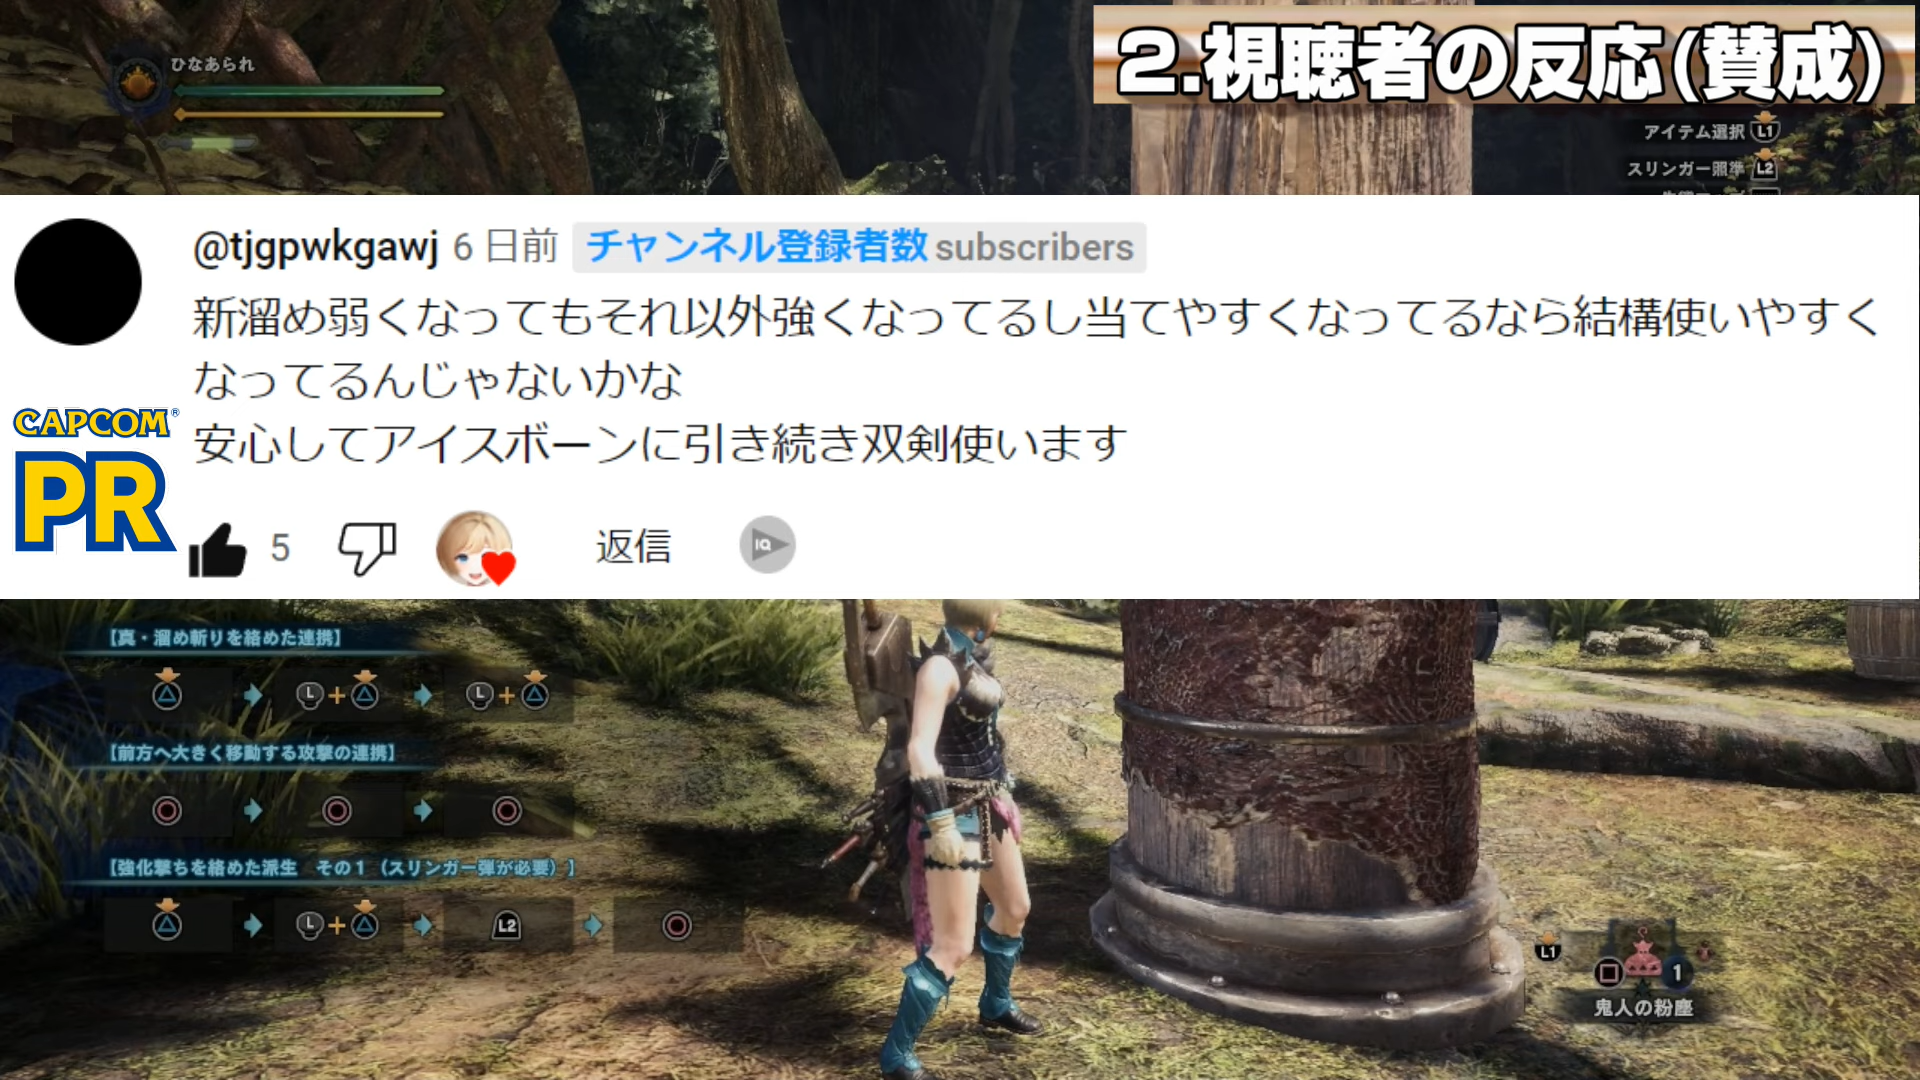 ひなあられ
2.視聴者の反応(賛成)
アイテム選択 L1
スリンガー照準 L2
@tjgpwkgawj 6 日前 チャンネル登録者数 subscribers
新溜め弱くなってもそれ以外強くなってるし当てやすくなってるなら結構使いやすく
なってるんじゃないかな
安心してアイスボーンに引き続き双剣使います
CAPCOM®
PR
5 返信 IQ
【真・溜め斬りを絡めた連携】
L + △ L + △
【前方へ大きく移動する攻撃の連携】
【強化撃ちを絡めた派生 その1(スリンガー弾が必要)】
L + △ L2
L1
1
鬼人の粉塵